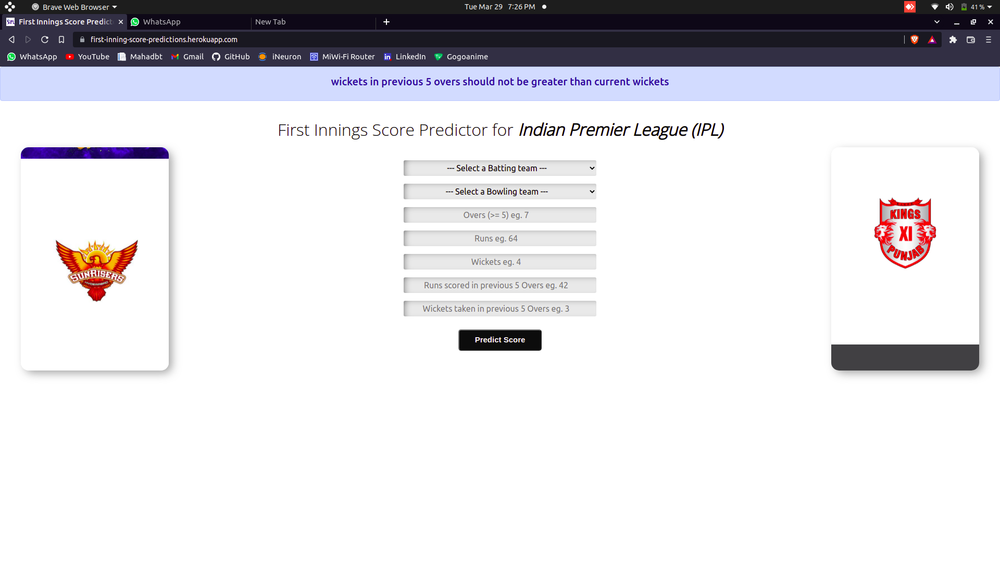 Brave Web Browser
Tue Mar 29 7:26 PM
41 %
First Innings Score Predict
WhatsApp
New Tab
first-inning-score-predictions.herokuapp.com
WhatsApp
YouTube
Mahadbt
Gmail
GitHub
iNeuron
MiWi-Fi Router
LinkedIn
Gogoanime
wickets in previous 5 overs should not be greater than current wickets
First Innings Score Predictor for Indian Premier League (IPL)
--- Select a Batting team ---
--- Select a Bowling team ---
Overs (>= 5) eg. 7
Runs eg. 64
Wickets eg. 4
Runs scored in previous 5 Overs eg. 42
Wickets taken in previous 5 Overs eg. 3
Predict Score
SUNRISERS
HYDERABAD
KINGS
XI
PUNJAB